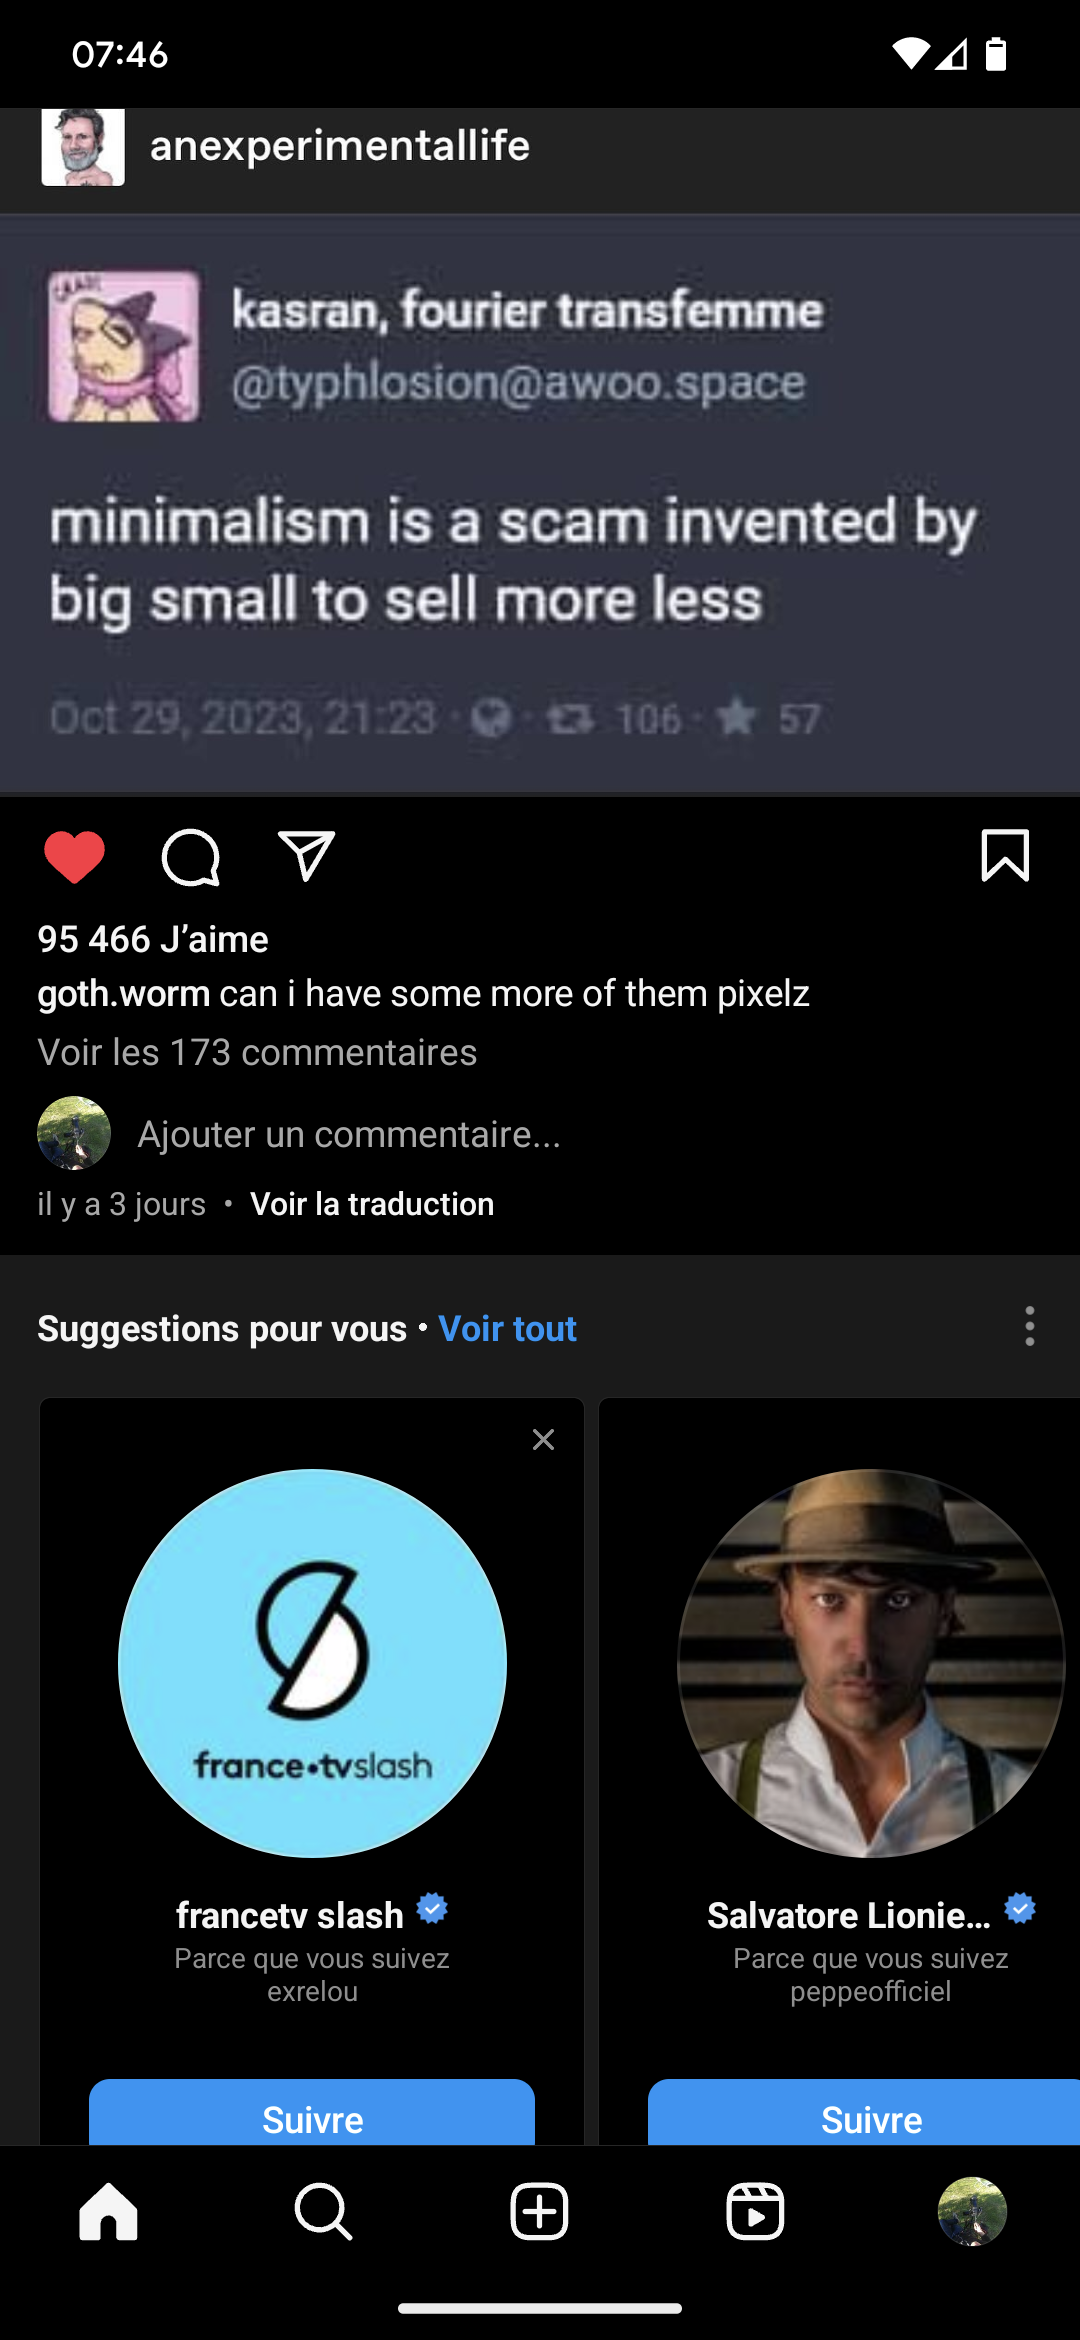 07:46
anexperimentallife
kasran, fourier transfemme
@typhlosion@awoo.space
minimalism is a scam invented by
big small to sell more less
Oct 29, 2023, 21:23 · 106 · 57
95 466 J’aime
goth.worm can i have some more of them pixelz
Voir les 173 commentaires
Ajouter un commentaire...
il y a 3 jours • Voir la traduction
Suggestions pour vous • Voir tout
france•tvslash
francetv slash
Parce que vous suivez
exrelou
Suivre
Salvatore Lionie...
Parce que vous suivez
peppeofficiel
Suivre